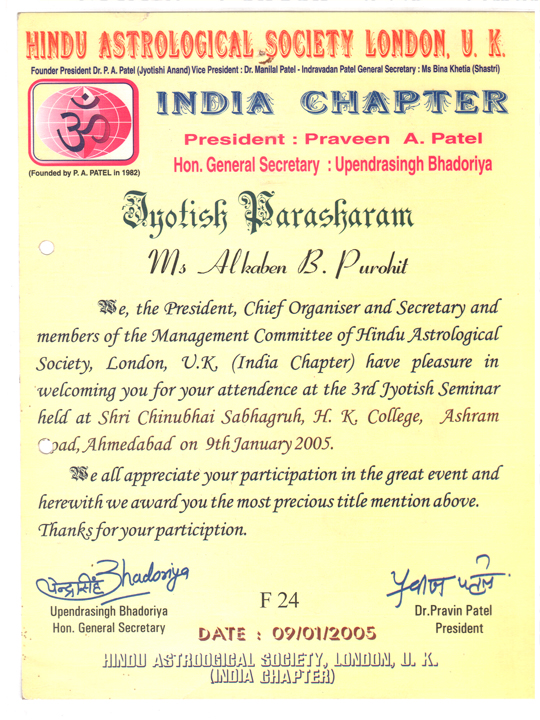 HINDU ASTROLOGICAL SOCIETY LONDON, U. K.
Founder President Dr. P. A. Patel (Jyotishi Anand) Vice President : Dr. Manilal Patel - Indravadan Patel General Secretary : Ms Bina Khetia (Shastri)
ॐ
(Founded by P. A. PATEL in 1982)
INDIA CHAPTER
President : Praveen A. Patel
Hon. General Secretary : Upendrasingh Bhadoriya
Jyotish Parasharam
Ms Alkaben B. Purohit
We, the President, Chief Organiser and Secretary and
members of the Management Committee of Hindu Astrological
Society, London, U.K, (India Chapter) have pleasure in
welcoming you for your attendence at the 3rd Jyotish Seminar
held at Shri Chinubhai Sabhagruh, H. K, College, Ashram
oad, Ahmedabad on 9th January 2005.
We all appreciate your participation in the great event and
herewith we award you the most precious title mention above.
Thanks for your particiption.
Bhadoriya
Upendrasingh Bhadoriya
Hon. General Secretary
F 24
DATE : 09/01/2005
Dr.Pravin Patel
President
HINDU ASTROOGICAL SOCIETY, LONDON, U. K.
(INDIA CHAPTER)